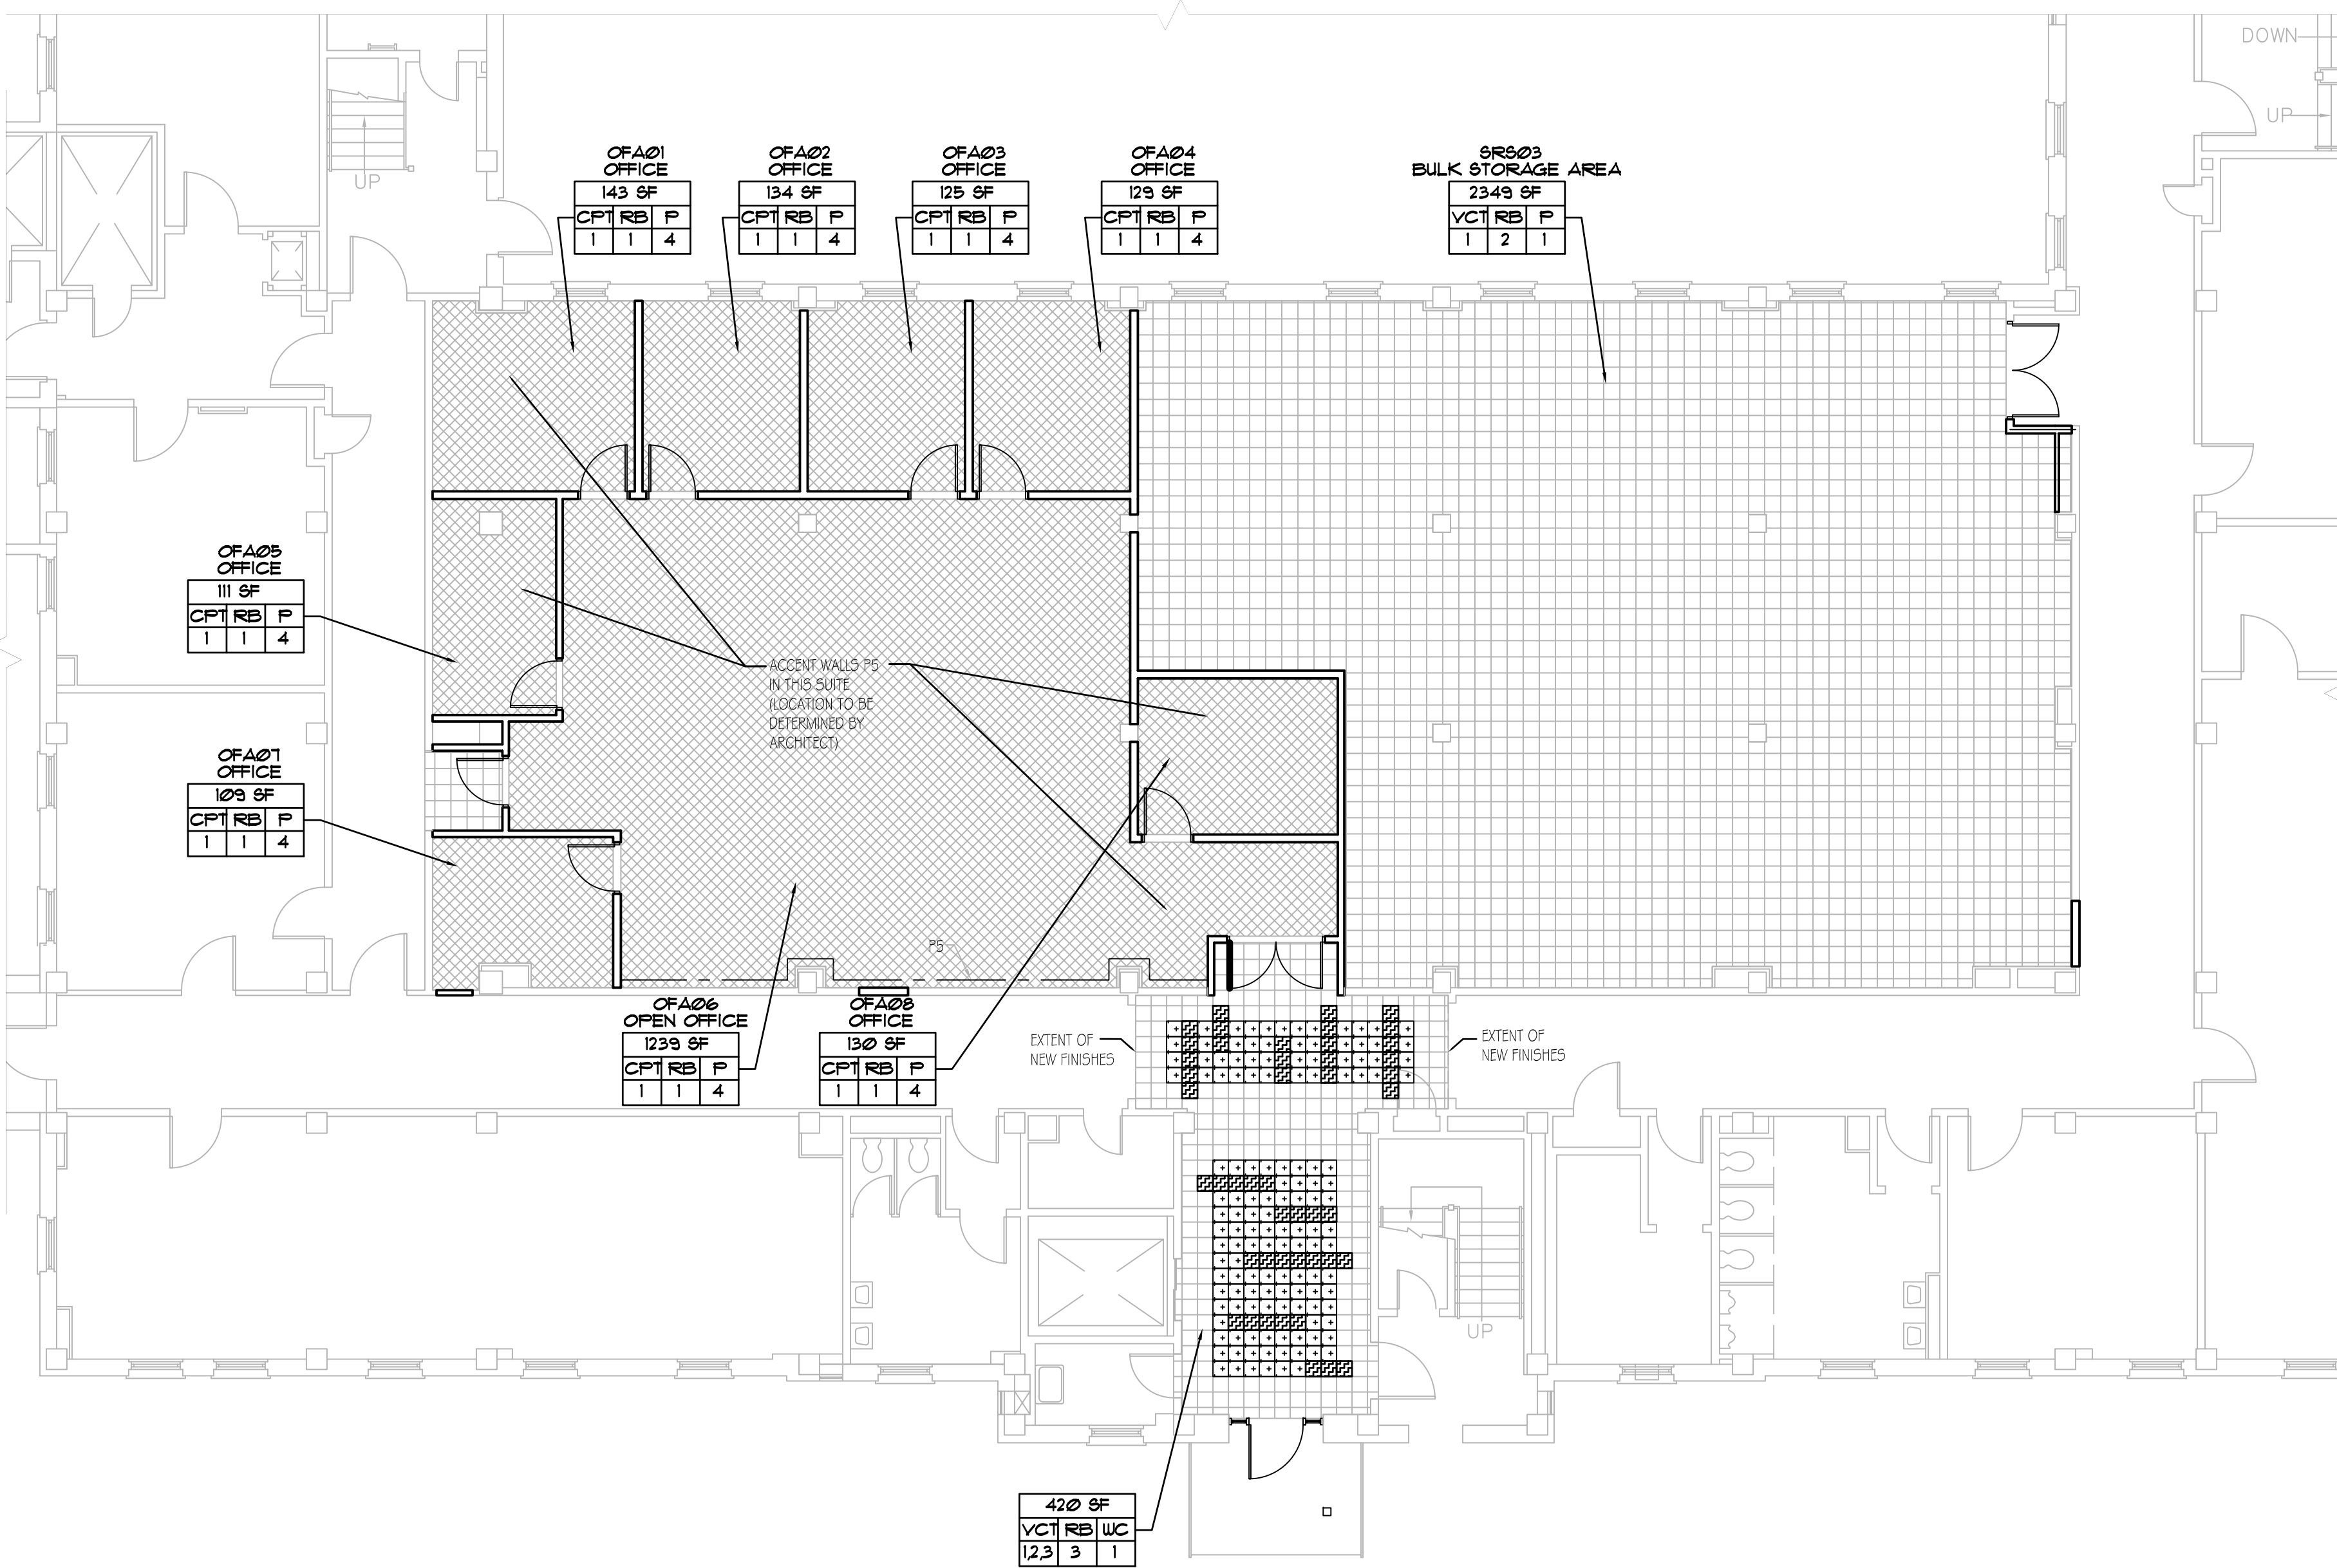 DOWN
UP
UP
OFA01
OFFICE
143 SF
CPT RB P
1 1 4
OFA02
OFFICE
134 SF
CPT RB P
1 1 4
OFA03
OFFICE
125 SF
CPT RB P
1 1 4
OFA04
OFFICE
129 SF
CPT RB P
1 1 4
SRS03
BULK STORAGE AREA
2349 SF
VCT RB P
1 2 1
OFA05
OFFICE
111 SF
CPT RB P
1 1 4
ACCENT WALLS P5
IN THIS SUITE
(LOCATION TO BE
DETERMINED BY
ARCHITECT)
OFA07
OFFICE
109 SF
CPT RB P
1 1 4
P5
OFA06
OPEN OFFICE
1239 SF
CPT RB P
1 1 4
OFA08
OFFICE
130 SF
CPT RB P
1 1 4
EXTENT OF
NEW FINISHES
EXTENT OF
NEW FINISHES
UP
420 SF
VCT RB WC
1,2,3 3 1